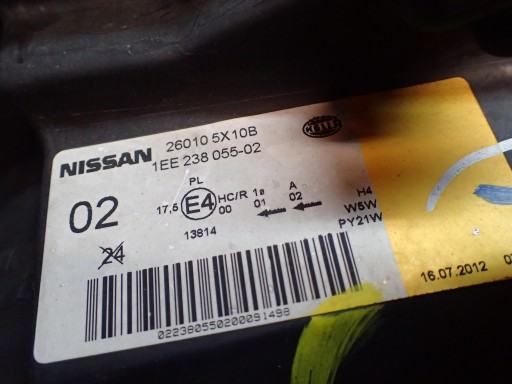 26010 5X10B
HELLA
NISSAN 1EE 238 055-02
PL
02 17,5 E4 HC/R 1a A H4
00 01 02 W5W
13814 PY21W
24
16.07.2012
022380550200091498